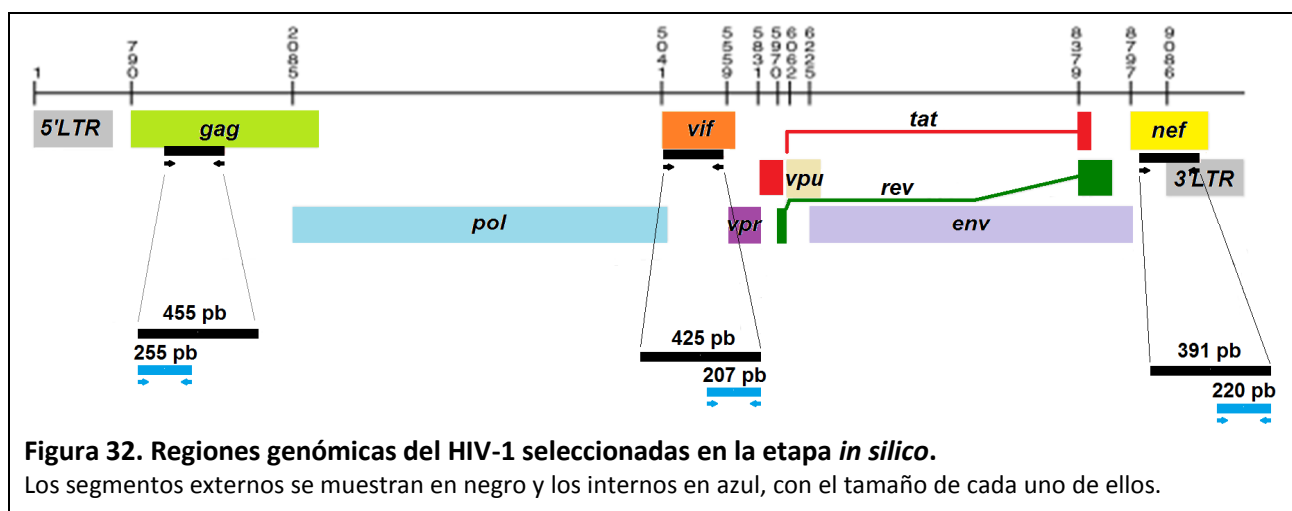 1 790 2085 5041 5559 5831 5970 6062 6225 8379 8797 9086
5'LTR gag vif tat nef
vpu rev 3'LTR
pol vpr env
455 pb 425 pb 391 pb
255 pb 207 pb 220 pb
Figura 32. Regiones genómicas del HIV-1 seleccionadas en la etapa in silico.
Los segmentos externos se muestran en negro y los internos en azul, con el tamaño de cada uno de ellos.